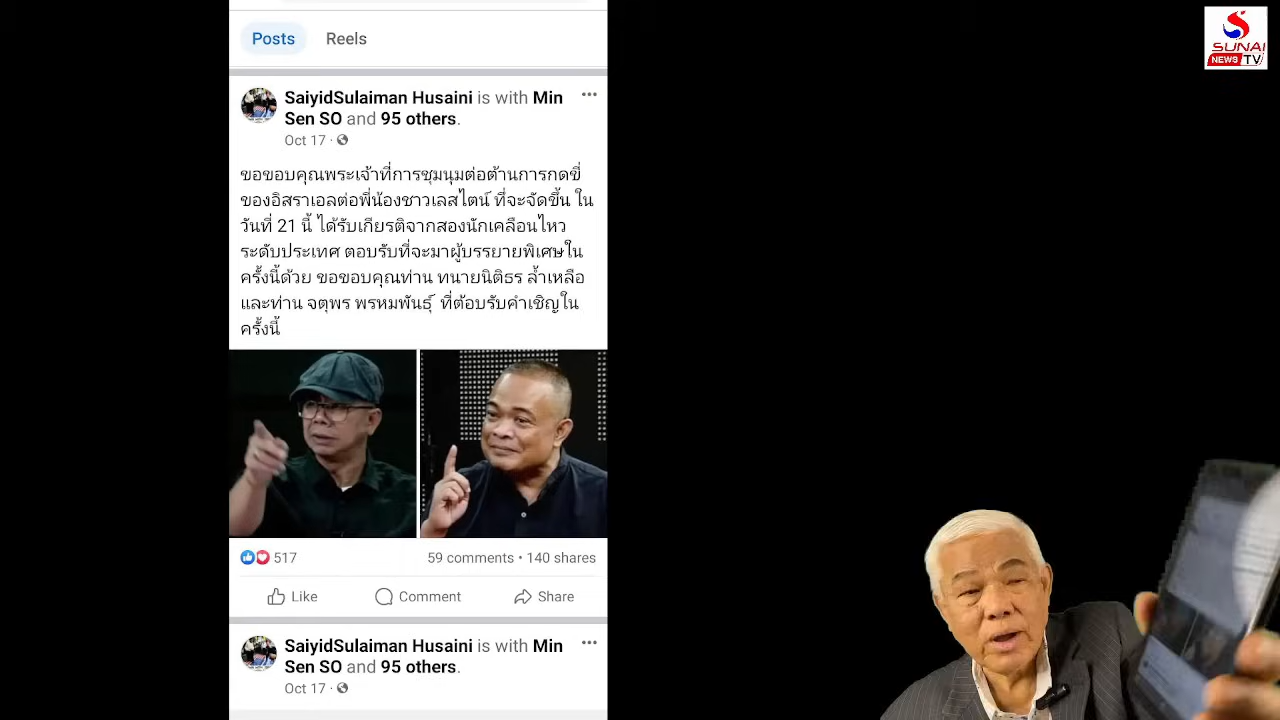 Posts Reels
SUNAI
NEWS TV
SaiyidSulaiman Husaini is with Min
Sen SO and 95 others.
Oct 17 ·
ขอขอบคุณพระเจ้าที่การชุมนุมต่อต้านการกดขี่
ของอิสราเอลต่อพี่น้องชาวเลสไตน์ ที่จะจัดขึ้น ใน
วันที่ 21 นี้ ได้รับเกียรติจากสองนักเคลือนไหว
ระดับประเทศ ตอบรับที่จะมาผู้บรรยายพิเศษใน
ครั้งนี้ด้วย ขอขอบคุณท่าน ทนายนิติธร ล้ำเหลือ
และท่าน จตุพร พรหมพันธุ์ ที่ต้อบรับคำเชิญใน
ครั้งนี้
517 59 comments • 140 shares
Like Comment Share
SaiyidSulaiman Husaini is with Min
Sen SO and 95 others.
Oct 17 ·